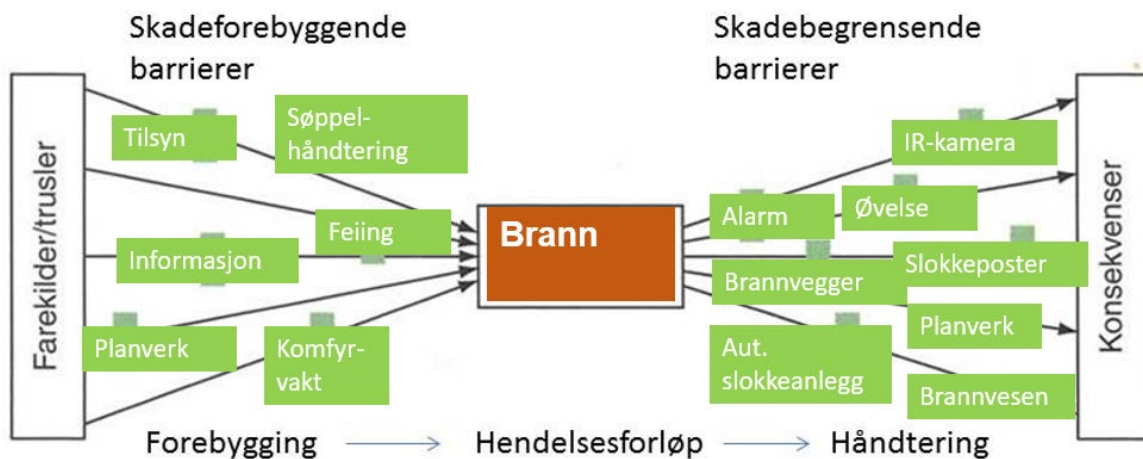 Skadeforebyggende
barrierer
Skadebegrensende
barrierer
Farekilder/trusler
Tilsyn
Søppel-
håndtering
Feiing
Informasjon
Planverk
Komfyr-
vakt
Brann
IR-kamera
Alarm
Øvelse
Brannvegger
Slokkeposter
Planverk
Aut.
slokkeanlegg
Brannvesen
Konsekvenser
Forebygging
Hendelsesforløp
Håndtering